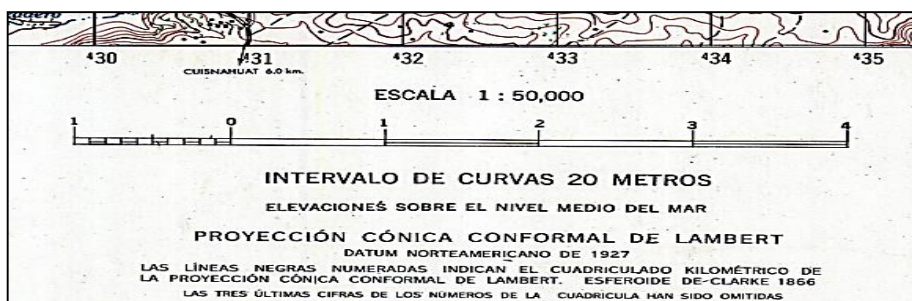 ⁴30 ⁴31 ⁴32 ⁴33 ⁴34 ⁴35
CUISNAHUAT 6.0 km.
ESCALA 1 : 50,000
1 0 1 2 3 4
INTERVALO DE CURVAS 20 METROS
ELEVACIONES SOBRE EL NIVEL MEDIO DEL MAR
PROYECCIÓN CÓNICA CONFORMAL DE LAMBERT
DATUM NORTEAMERICANO DE 1927
LAS LÍNEAS NEGRAS NUMERADAS INDICAN EL CUADRICULADO KILOMÉTRICO DE
LA PROYECCIÓN CÓNICA CONFORMAL DE LAMBERT. ESFEROIDE DE-CLARKE 1866
LAS TRES ÚLTIMAS CIFRAS DE LOS NÚMEROS DE LA CUADRÍCULA HAN SIDO OMITIDAS